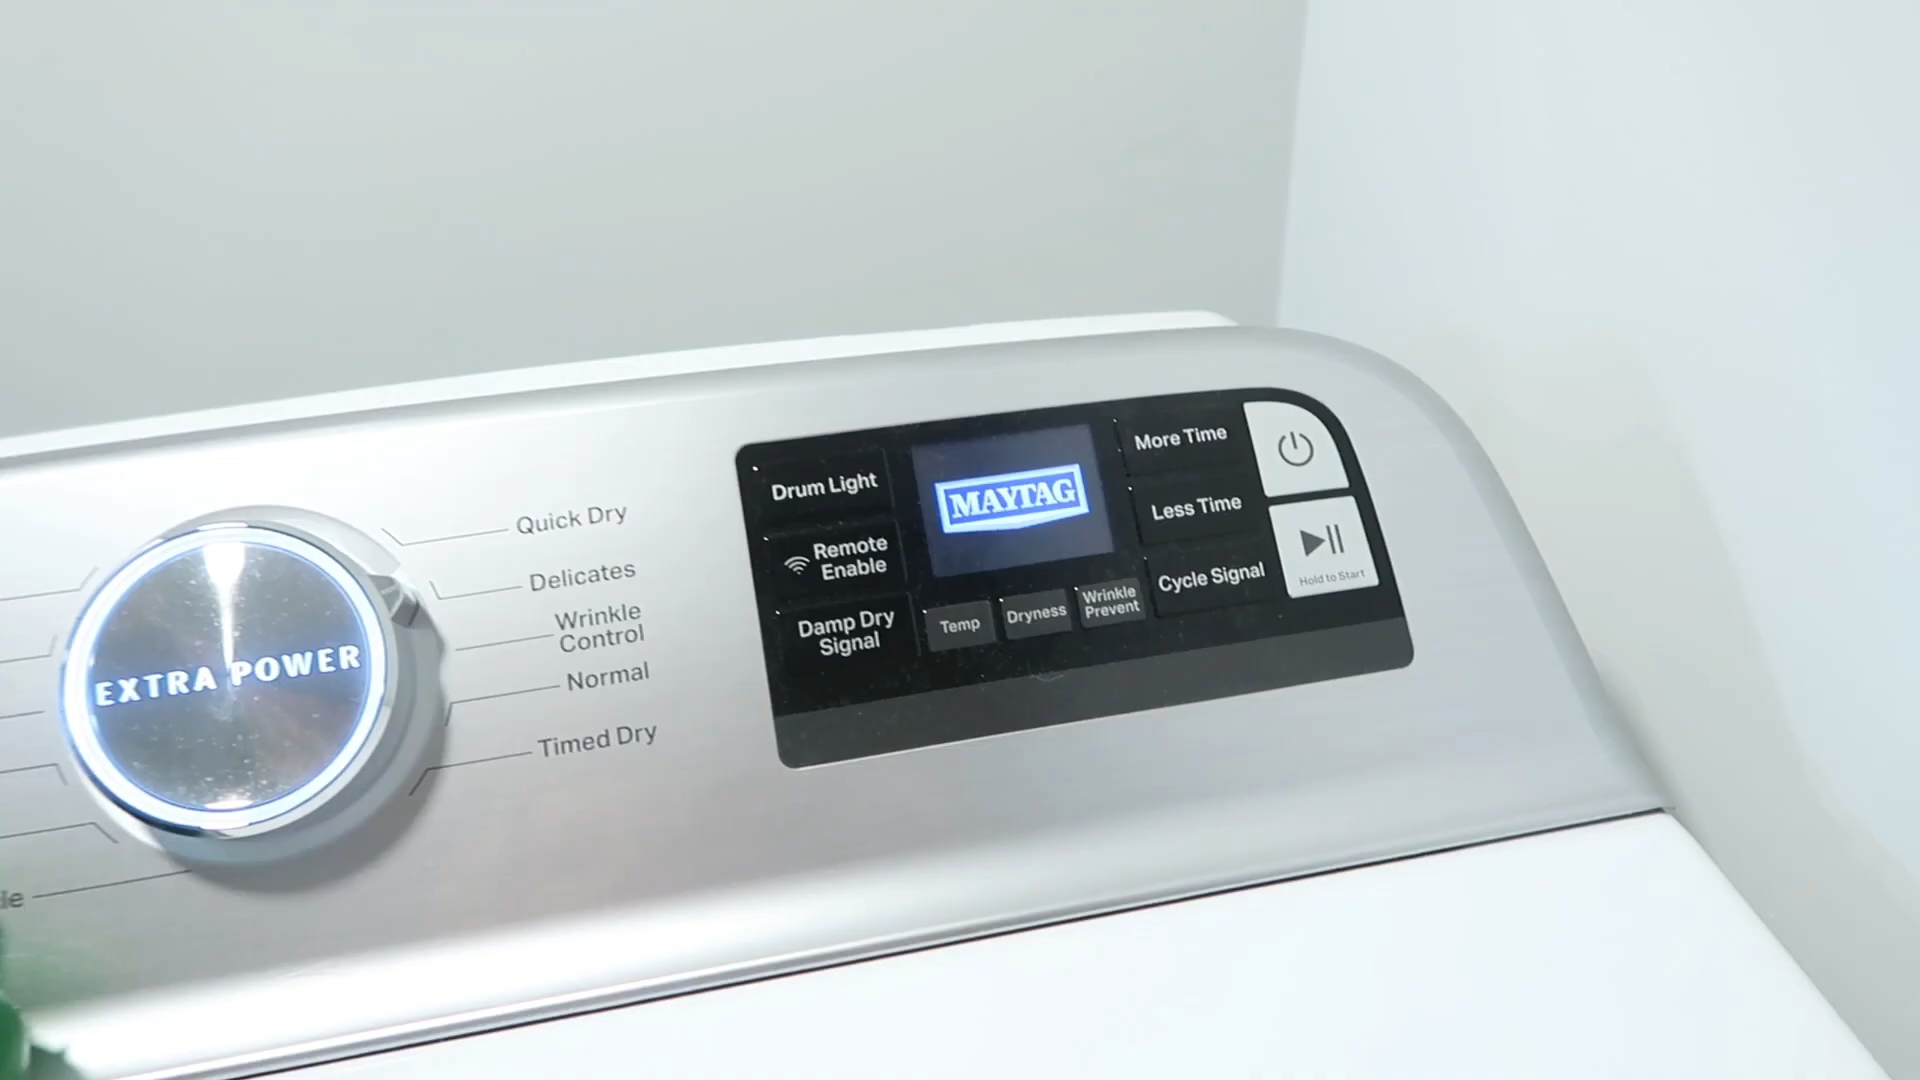 Quick Dry
Delicates
Wrinkle
Control
Normal
Timed Dry
EXTRA POWER
Drum Light
Remote
Enable
Damp Dry
Signal
MAYTAG
Temp
Dryness
Wrinkle
Prevent
More Time
Less Time
Cycle Signal
Hold to Start